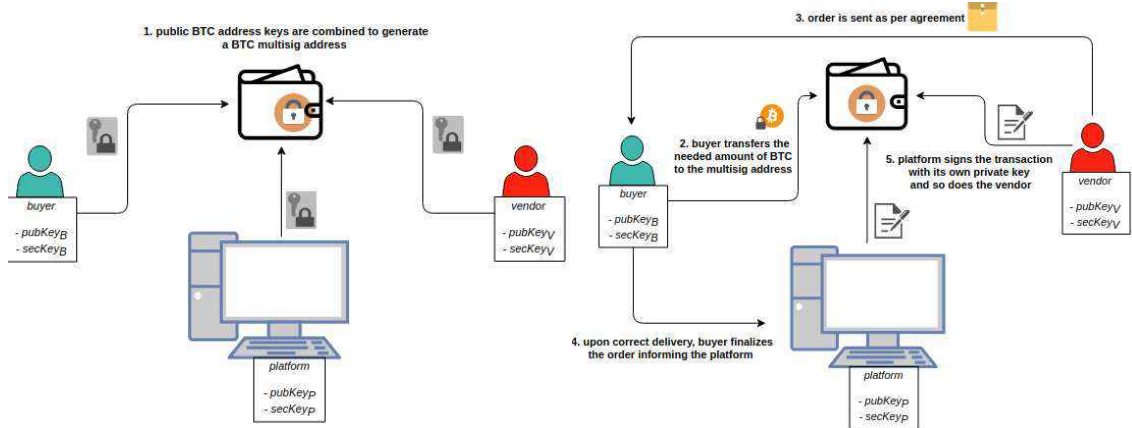 1. public BTC address keys are combined to generate
a BTC multisig address
buyer
- pubKeyB
- secKeyB
vendor
- pubKeyV
- secKeyV
platform
- pubKeyP
- secKeyP
3. order is sent as per agreement
2. buyer transfers the
needed amount of BTC
to the multisig address
5. platform signs the transaction
with its own private key
and so does the vendor
buyer
- pubKeyB
- secKeyB
vendor
- pubKeyV
- secKeyV
4. upon correct delivery, buyer finalizes
the order informing the platform
platform
- pubKeyP
- secKeyP